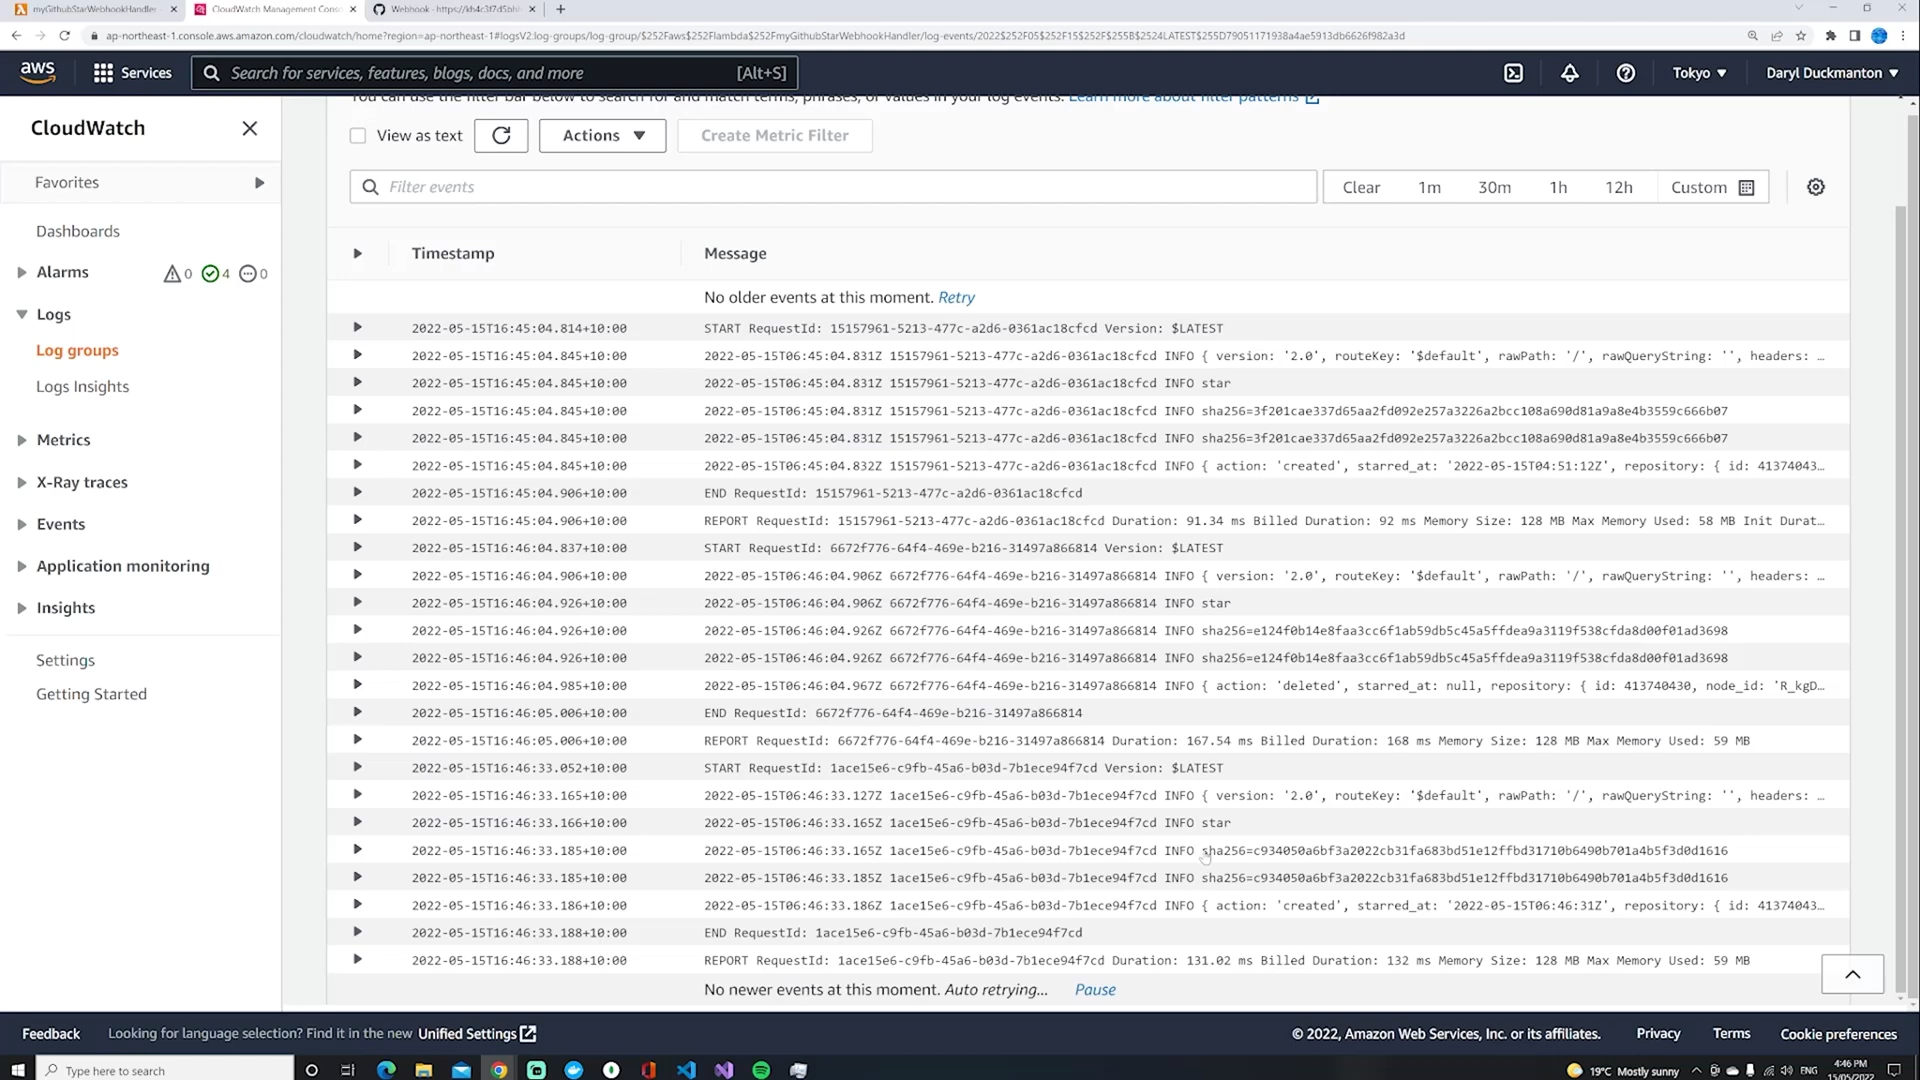 myGithubStarWebhookHandler
CloudWatch Management Conso
Webhook · https://kh4c3f7d5bhh
ap-northeast-1.console.aws.amazon.com/cloudwatch/home?region=ap-northeast-1#logsV2:log-groups/log-group/$252Faws$252Flambda$252FmyGithubStarWebhookHandler/log-events/2022$252F05$252F15$252F$255B$2524LATEST$255D79051171938a4ae5913db6626f982a3d
aws
Services
Search for services, features, blogs, docs, and more
[Alt+S]
Tokyo
Daryl Duckmanton
You can use the filter bar below to search for and match terms, phrases, or values in your log events. Learn more about filter patterns
CloudWatch
View as text
Actions
Create Metric Filter
Favorites
Filter events
Clear 1m 30m 1h 12h Custom
Dashboards
Alarms 0 4 0
Logs
Log groups
Logs Insights
Metrics
X-Ray traces
Events
Application monitoring
Insights
Settings
Getting Started
Timestamp Message
No older events at this moment. Retry
2022-05-15T16:45:04.814+10:00 START RequestId: 15157961-5213-477c-a2d6-0361ac18cfcd Version: $LATEST
2022-05-15T16:45:04.845+10:00 2022-05-15T06:45:04.831Z 15157961-5213-477c-a2d6-0361ac18cfcd INFO { version: '2.0', routeKey: '$default', rawPath: '/', rawQueryString: '', headers: …
2022-05-15T16:45:04.845+10:00 2022-05-15T06:45:04.831Z 15157961-5213-477c-a2d6-0361ac18cfcd INFO star
2022-05-15T16:45:04.845+10:00 2022-05-15T06:45:04.831Z 15157961-5213-477c-a2d6-0361ac18cfcd INFO sha256=3f201cae337d65aa2fd092e257a3226a2bcc108a690d81a9a8e4b3559c666b07
2022-05-15T16:45:04.845+10:00 2022-05-15T06:45:04.831Z 15157961-5213-477c-a2d6-0361ac18cfcd INFO sha256=3f201cae337d65aa2fd092e257a3226a2bcc108a690d81a9a8e4b3559c666b07
2022-05-15T16:45:04.845+10:00 2022-05-15T06:45:04.832Z 15157961-5213-477c-a2d6-0361ac18cfcd INFO { action: 'created', starred_at: '2022-05-15T04:51:12Z', repository: { id: 41374043…
2022-05-15T16:45:04.906+10:00 END RequestId: 15157961-5213-477c-a2d6-0361ac18cfcd
2022-05-15T16:45:04.906+10:00 REPORT RequestId: 15157961-5213-477c-a2d6-0361ac18cfcd Duration: 91.34 ms Billed Duration: 92 ms Memory Size: 128 MB Max Memory Used: 58 MB Init Durat…
2022-05-15T16:46:04.837+10:00 START RequestId: 6672f776-64f4-469e-b216-31497a866814 Version: $LATEST
2022-05-15T16:46:04.906+10:00 2022-05-15T06:46:04.906Z 6672f776-64f4-469e-b216-31497a866814 INFO { version: '2.0', routeKey: '$default', rawPath: '/', rawQueryString: '', headers: …
2022-05-15T16:46:04.926+10:00 2022-05-15T06:46:04.906Z 6672f776-64f4-469e-b216-31497a866814 INFO star
2022-05-15T16:46:04.926+10:00 2022-05-15T06:46:04.926Z 6672f776-64f4-469e-b216-31497a866814 INFO sha256=e124f0b14e8faa3cc6f1ab59db5c45a5ffdea9a3119f538cfda8d00f01ad3698
2022-05-15T16:46:04.926+10:00 2022-05-15T06:46:04.926Z 6672f776-64f4-469e-b216-31497a866814 INFO sha256=e124f0b14e8faa3cc6f1ab59db5c45a5ffdea9a3119f538cfda8d00f01ad3698
2022-05-15T16:46:04.985+10:00 2022-05-15T06:46:04.967Z 6672f776-64f4-469e-b216-31497a866814 INFO { action: 'deleted', starred_at: null, repository: { id: 413740430, node_id: 'R_kgD…
2022-05-15T16:46:05.006+10:00 END RequestId: 6672f776-64f4-469e-b216-31497a866814
2022-05-15T16:46:05.006+10:00 REPORT RequestId: 6672f776-64f4-469e-b216-31497a866814 Duration: 167.54 ms Billed Duration: 168 ms Memory Size: 128 MB Max Memory Used: 59 MB
2022-05-15T16:46:33.052+10:00 START RequestId: 1ace15e6-c9fb-45a6-b03d-7b1ece94f7cd Version: $LATEST
2022-05-15T16:46:33.165+10:00 2022-05-15T06:46:33.127Z 1ace15e6-c9fb-45a6-b03d-7b1ece94f7cd INFO { version: '2.0', routeKey: '$default', rawPath: '/', rawQueryString: '', headers: …
2022-05-15T16:46:33.166+10:00 2022-05-15T06:46:33.165Z 1ace15e6-c9fb-45a6-b03d-7b1ece94f7cd INFO star
2022-05-15T16:46:33.185+10:00 2022-05-15T06:46:33.165Z 1ace15e6-c9fb-45a6-b03d-7b1ece94f7cd INFO sha256=c934050a6bf3a2022cb31fa683bd51e12ffbd31710b6490b701a4b5f3d0d1616
2022-05-15T16:46:33.185+10:00 2022-05-15T06:46:33.185Z 1ace15e6-c9fb-45a6-b03d-7b1ece94f7cd INFO sha256=c934050a6bf3a2022cb31fa683bd51e12ffbd31710b6490b701a4b5f3d0d1616
2022-05-15T16:46:33.186+10:00 2022-05-15T06:46:33.186Z 1ace15e6-c9fb-45a6-b03d-7b1ece94f7cd INFO { action: 'created', starred_at: '2022-05-15T06:46:31Z', repository: { id: 41374043…
2022-05-15T16:46:33.188+10:00 END RequestId: 1ace15e6-c9fb-45a6-b03d-7b1ece94f7cd
2022-05-15T16:46:33.188+10:00 REPORT RequestId: 1ace15e6-c9fb-45a6-b03d-7b1ece94f7cd Duration: 131.02 ms Billed Duration: 132 ms Memory Size: 128 MB Max Memory Used: 59 MB
No newer events at this moment. Auto retrying... Pause
Feedback Looking for language selection? Find it in the new Unified Settings © 2022, Amazon Web Services, Inc. or its affiliates. Privacy Terms Cookie preferences
Type here to search
19°C Mostly sunny
ENG
4:46 PM
15/05/2022